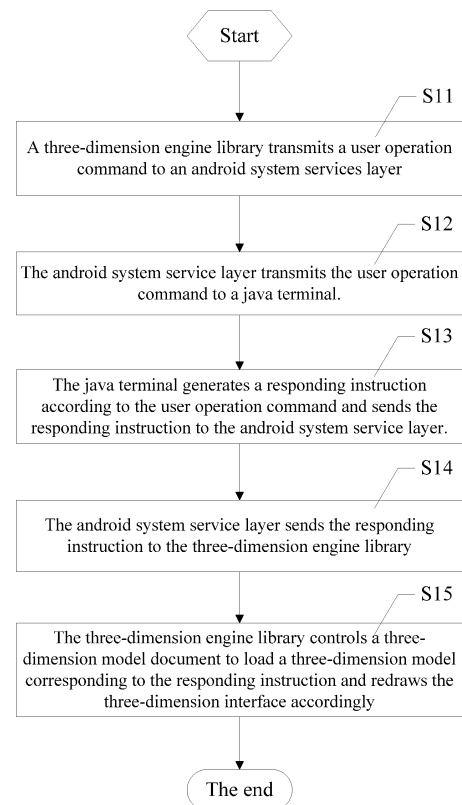 Start
S11
A three-dimension engine library transmits a user operation
command to an android system services layer
S12
The android system service layer transmits the user operation
command to a java terminal.
S13
The java terminal generates a responding instruction
according to the user operation command and sends the
responding instruction to the android system service layer.
S14
The android system service layer sends the responding
instruction to the three-dimension engine library
S15
The three-dimension engine library controls a three-
dimension model document to load a three-dimension model
corresponding to the responding instruction and redraws the
three-dimension interface accordingly
The end